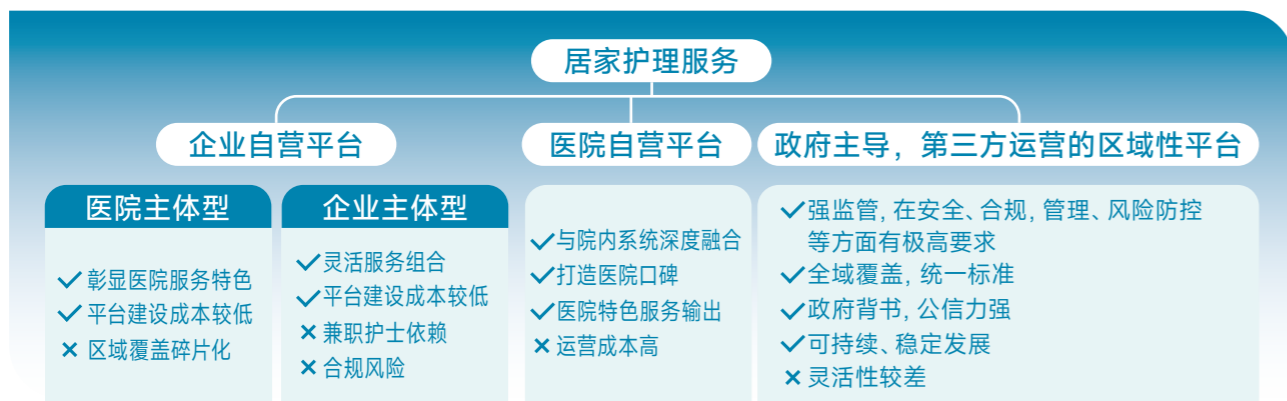 居家护理服务
企业自营平台
医院自营平台
政府主导，第三方运营的区域性平台
医院主体型
✓彰显医院服务特色
✓平台建设成本较低
×区域覆盖碎片化
企业主体型
✓灵活服务组合
✓平台建设成本较低
×兼职护士依赖
×合规风险
✓与院内系统深度融合
✓打造医院口碑
✓医院特色服务输出
×运营成本高
✓强监管，在安全、合规，管理、风险防控
等方面有极高要求
✓全域覆盖，统一标准
✓政府背书，公信力强
✓可持续、稳定发展
×灵活性较差